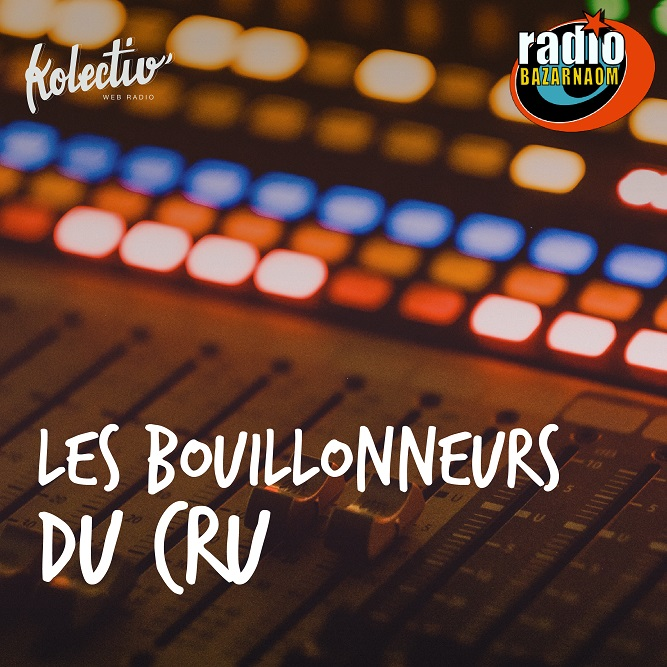 Kolectiv'
WEB RADIO
radio
BAZARNAOM
LES BOUILLONNEURS
DU CRU